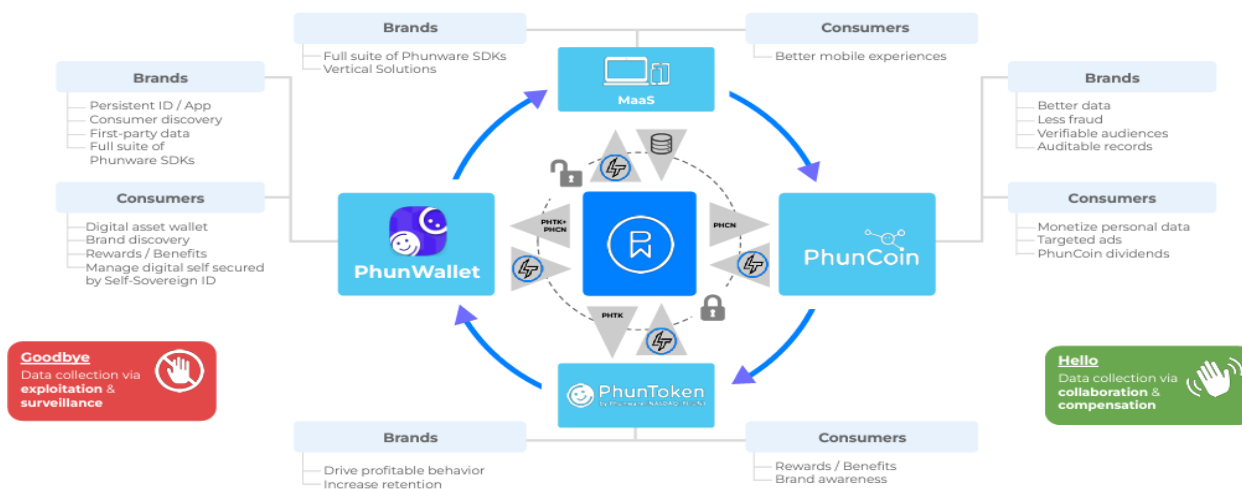 Brands
Full suite of Phunware SDKs
Vertical Solutions
Consumers
Better mobile experiences
MaaS
Brands
Persistent ID / App
Consumer discovery
First-party data
Full suite of
Phunware SDKs
Consumers
Digital asset wallet
Brand discovery
Rewards / Benefits
Manage digital self secured
by Self-Sovereign ID
Brands
Better data
Less fraud
Verifiable audiences
Auditable records
Consumers
Monetize personal data
Targeted ads
PhunCoin dividends
PhunWallet
PHTK+
PHCN
PHCN
PhunCoin
PHTK
PhunToken
by Phunware (NASDAQ: PHUN)
Goodbye
Data collection via
exploitation &
surveillance
Hello
Data collection via
collaboration &
compensation
Brands
Drive profitable behavior
Increase retention
Consumers
Rewards / Benefits
Brand awareness